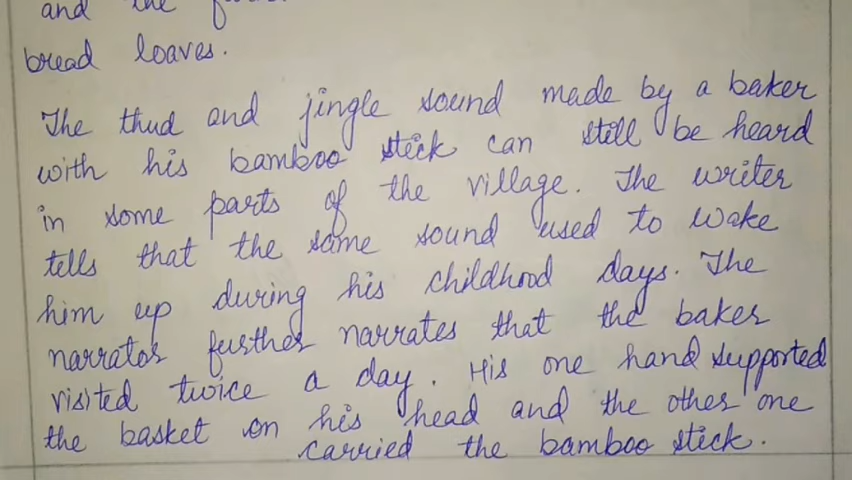 and the
bread loaves.
The thud and jingle sound made by a baker
with his bamboo stick can still be heard
in some parts of the village. The writer
tells that the same sound used to wake
him up during his childhood days. The
narrator further narrates that the baker
visited twice a day. His one hand supported
the basket on his head and the other one
carried the bamboo stick.